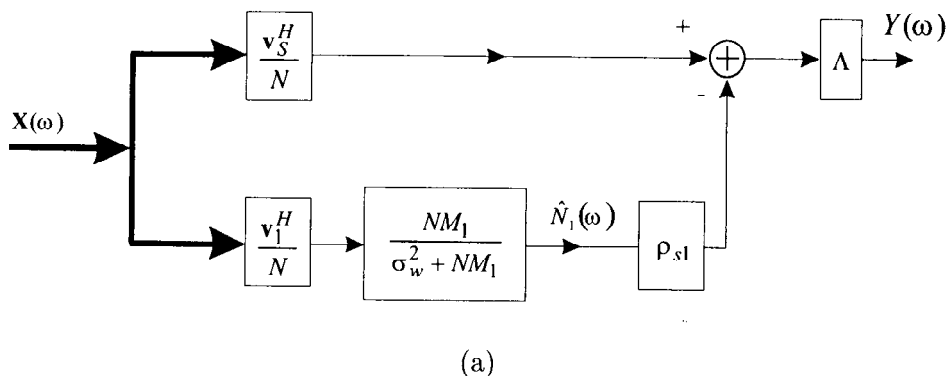 X(ω)
v_S^H / N
+
+
-
Λ
Y(ω)
v_1^H / N
NM_1 / σ_w^2 + NM_1
N̂_1(ω)
ρ_s1
(a)